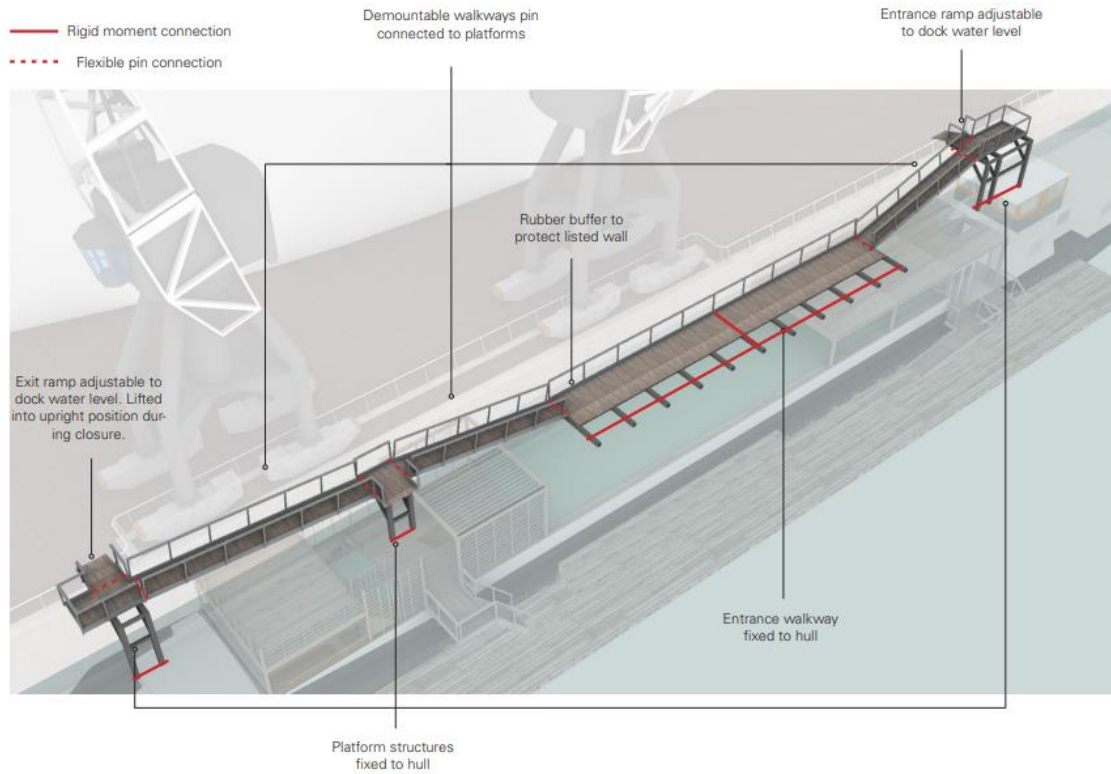 Rigid moment connection
Flexible pin connection
Demountable walkways pin
connected to platforms
Entrance ramp adjustable
to dock water level
Rubber buffer to
protect listed wall
Exit ramp adjustable to
dock water level. Lifted
into upright position dur-
ing closure.
Entrance walkway
fixed to hull
Platform structures
fixed to hull